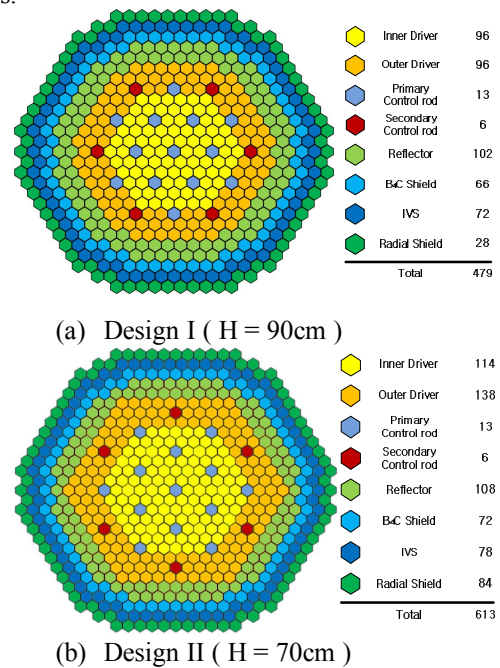 s.
Inner Driver 96
Outer Driver 96
Primary
Control rod 13
Secondary
Control rod 6
Reflector 102
B₄C Shield 66
IVS 72
Radial Shield 28
Total 479
(a) Design I ( H = 90cm )
Inner Driver 114
Outer Driver 138
Primary
Control rod 13
Secondary
Control rod 6
Reflector 108
B₄C Shield 72
IVS 78
Radial Shield 84
Total 613
(b) Design II ( H = 70cm )